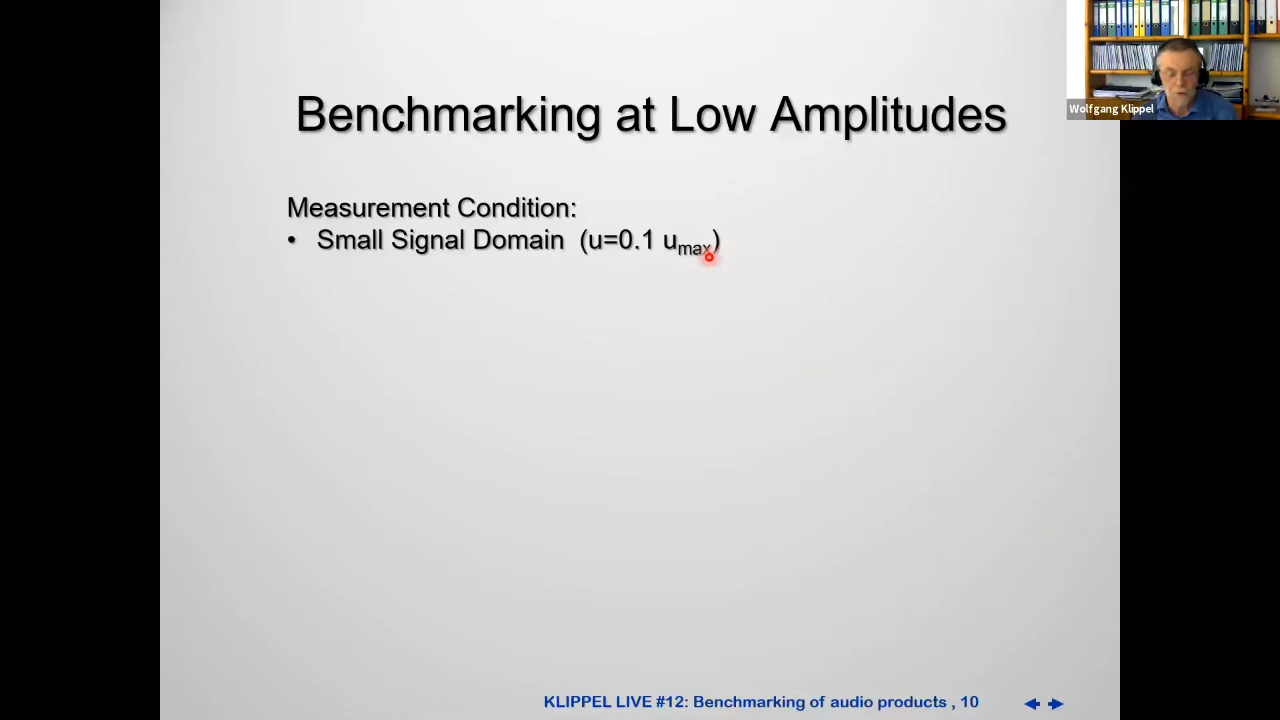 Benchmarking at Low Amplitudes
Wolfgang Klippel
Measurement Condition:
• Small Signal Domain (u=0.1 umax)
KLIPPEL LIVE #12: Benchmarking of audio products , 10